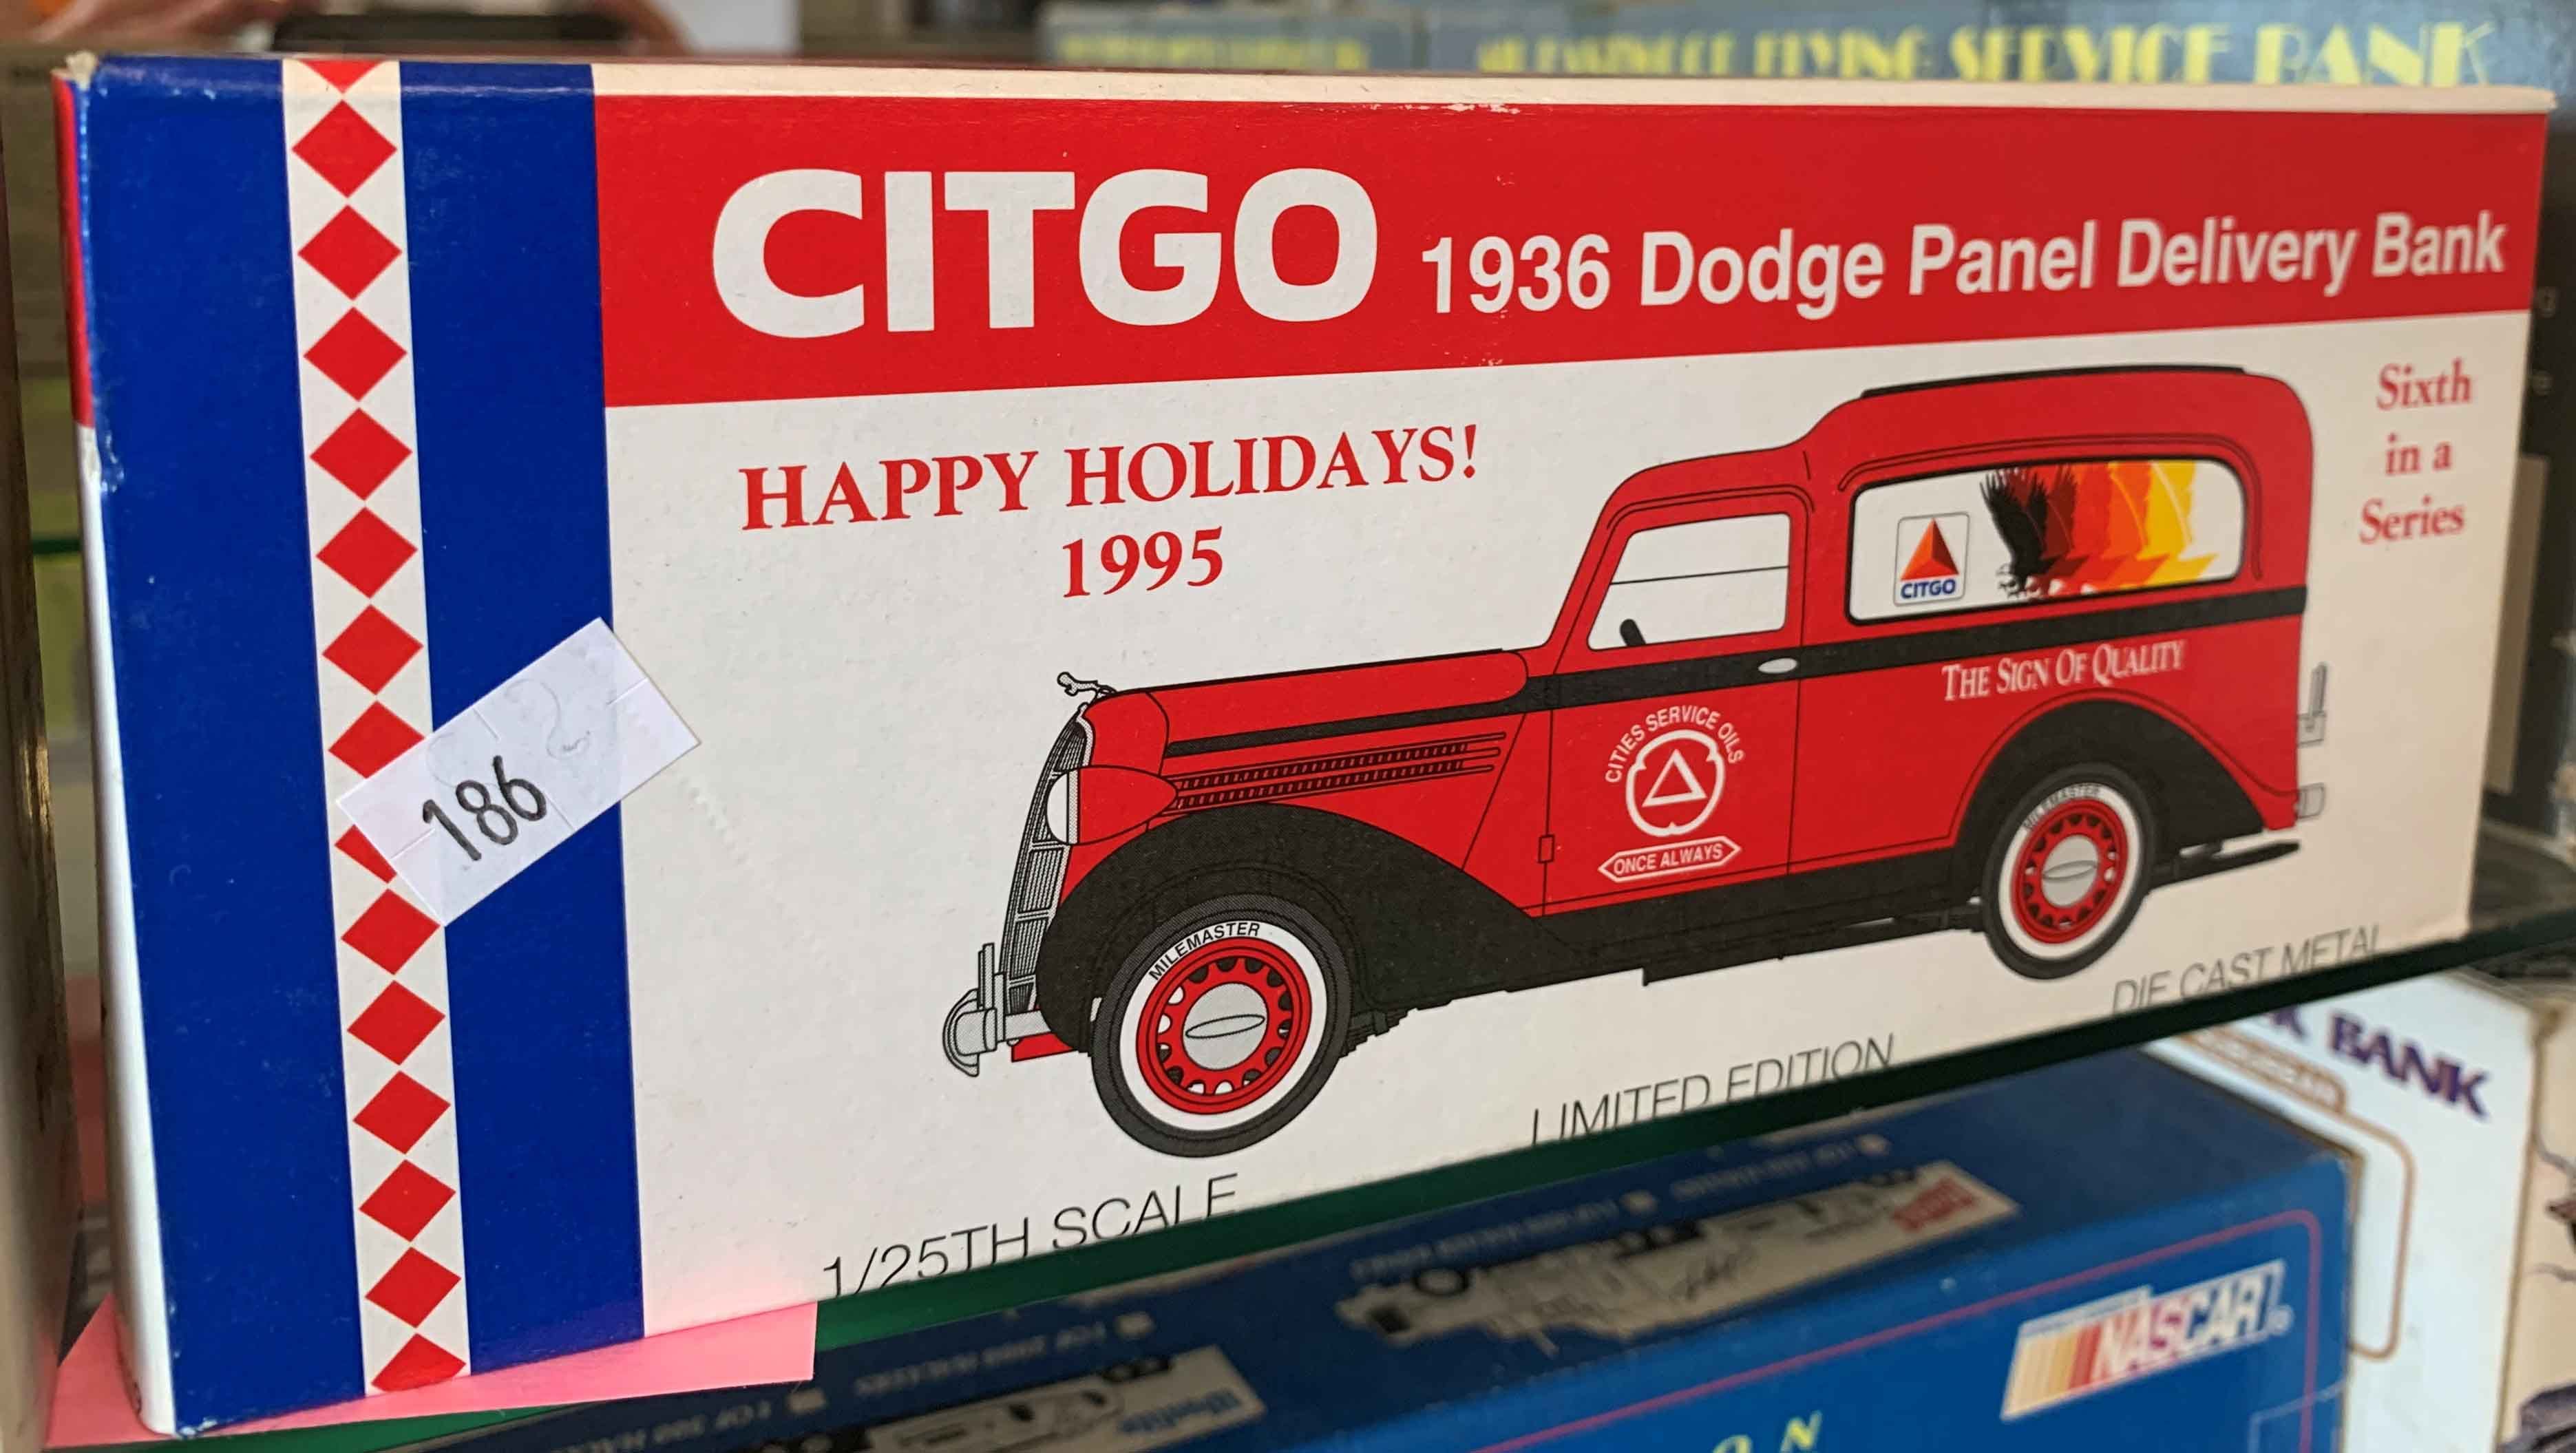 FLYING SERVICE BANK
CITGO 1936 Dodge Panel Delivery Bank
HAPPY HOLIDAYS!
1995
Sixth
in a
Series
CITGO
THE SIGN OF QUALITY
CITIES SERVICE OILS
ONCE ALWAYS
MILEMASTER
MILEMASTER
186
1/25TH SCALE
LIMITED EDITION
DIE CAST METAL
BANK
NASCAR